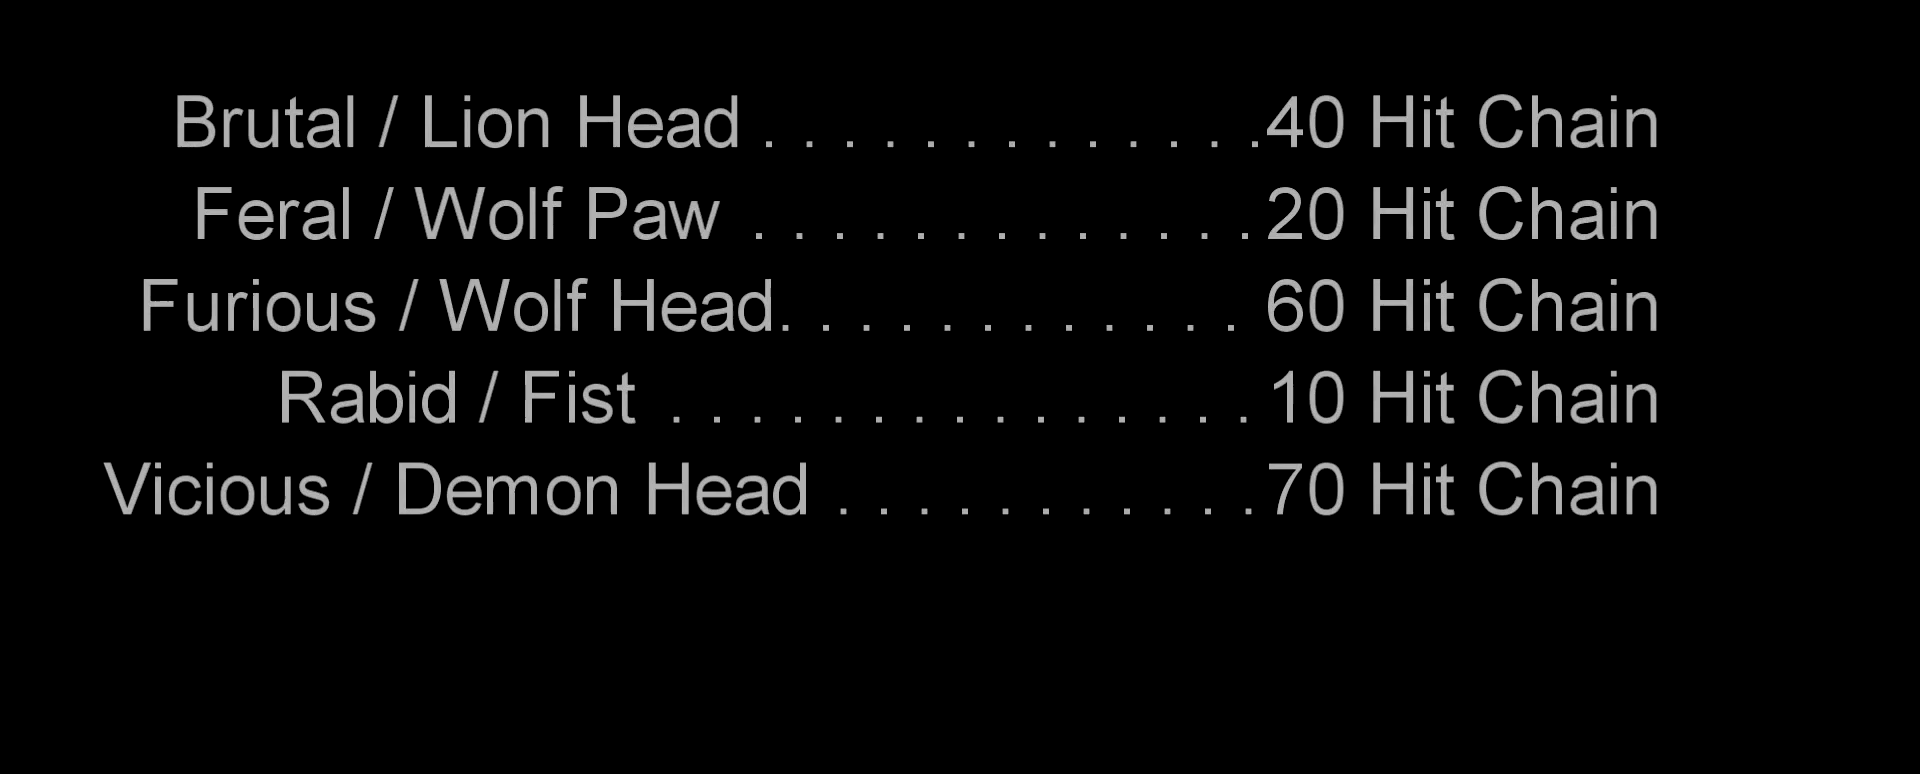 Brutal / Lion Head . . . . . . . . . . . . .40 Hit Chain
Feral / Wolf Paw . . . . . . . . . . . . . 20 Hit Chain
Furious / Wolf Head. . . . . . . . . . . . 60 Hit Chain
Rabid / Fist . . . . . . . . . . . . . . . 10 Hit Chain
Vicious / Demon Head . . . . . . . . . . . 70 Hit Chain